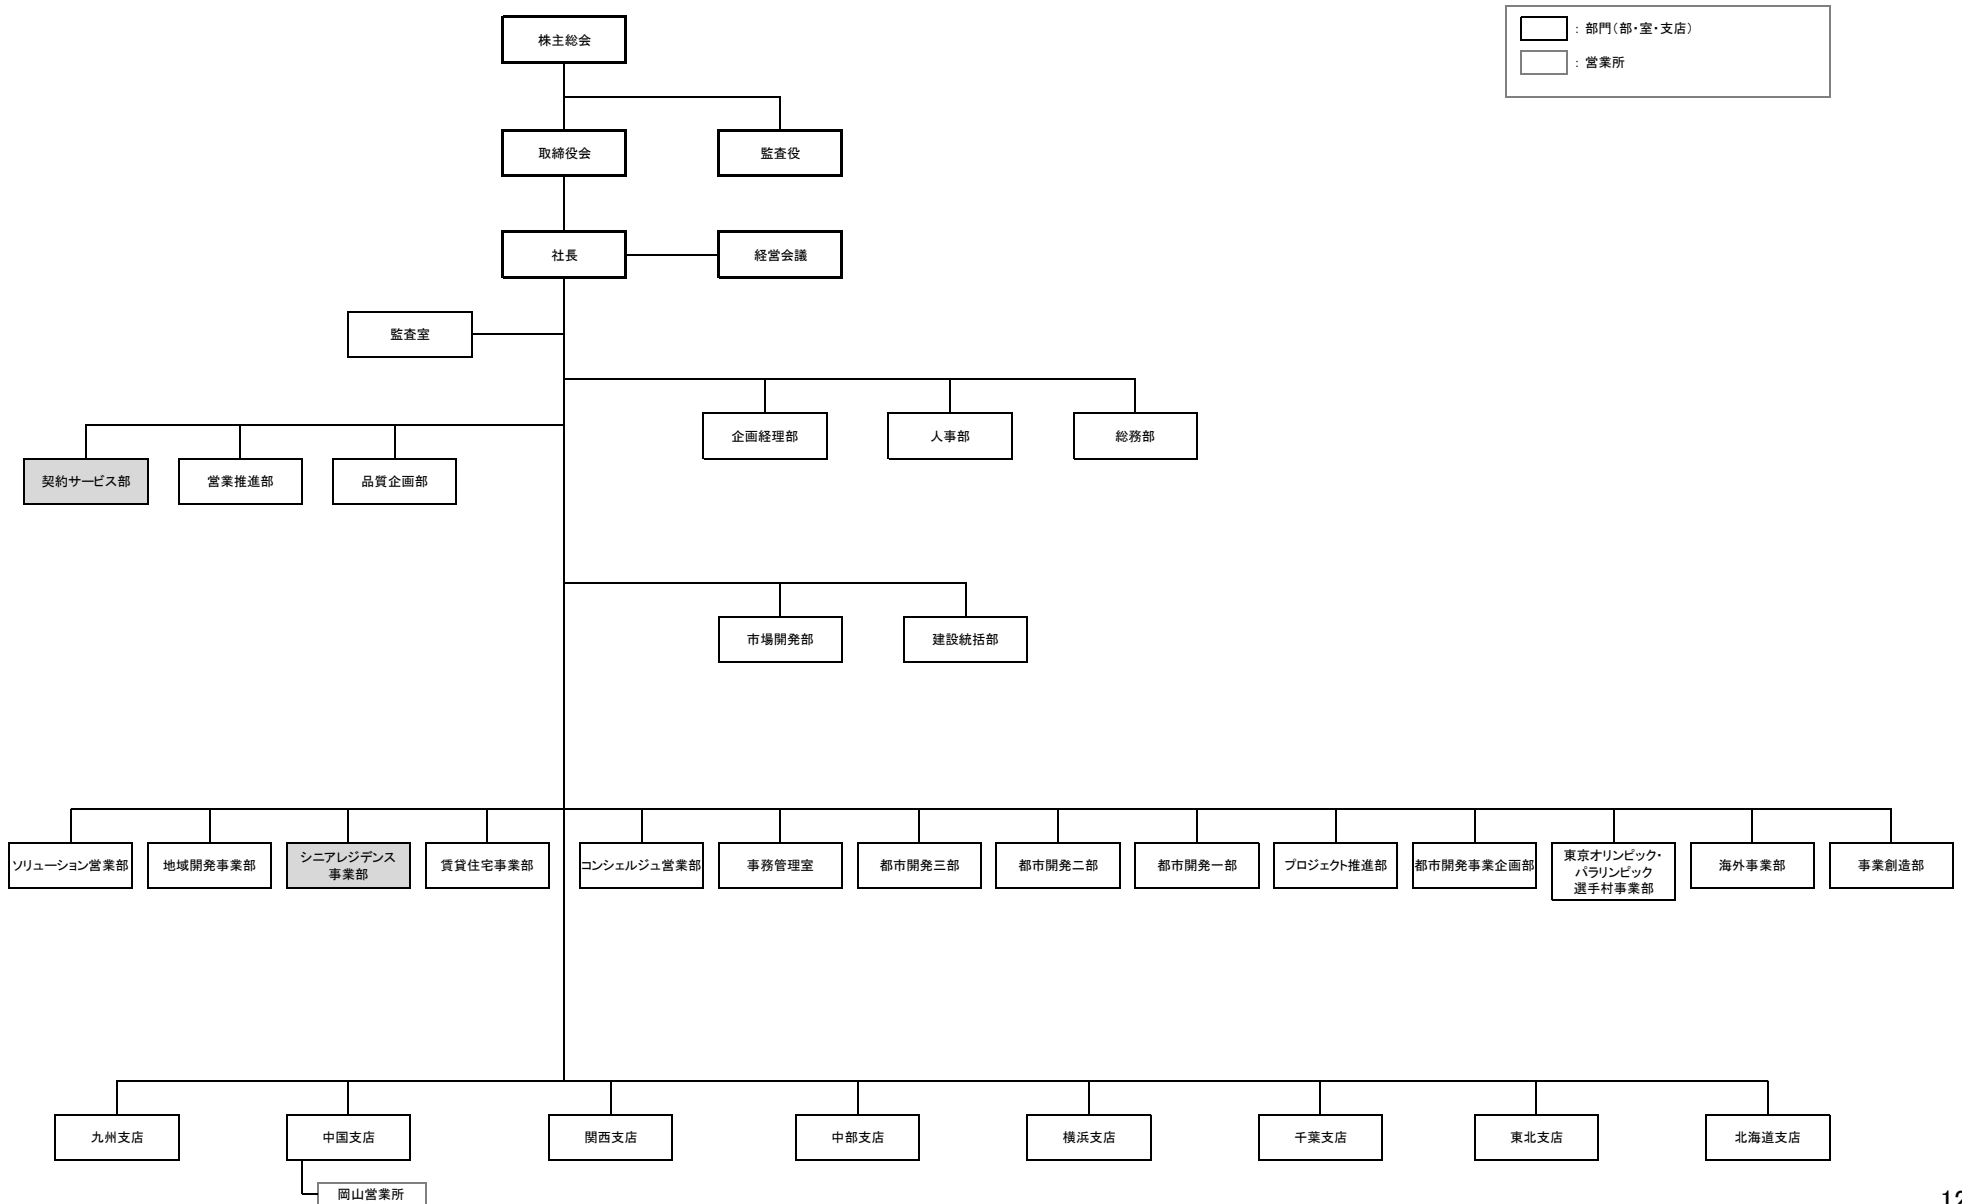 株主総会
：部門（部・室・支店）
：営業所
取締役会
監査役
社長
経営会議
監査室
企画経理部
人事部
総務部
契約サービス部
営業推進部
品質企画部
市場開発部
建設統括部
ソリューション営業部
地域開発事業部
シニアレジデンス
事業部
賃貸住宅事業部
コンシェルジュ営業部
事務管理室
都市開発三部
都市開発二部
都市開発一部
プロジェクト推進部
都市開発事業企画部
東京オリンピック・
パラリンピック
選手村事業部
海外事業部
事業創造部
九州支店
中国支店
関西支店
中部支店
横浜支店
千葉支店
東北支店
北海道支店
岡山営業所
12